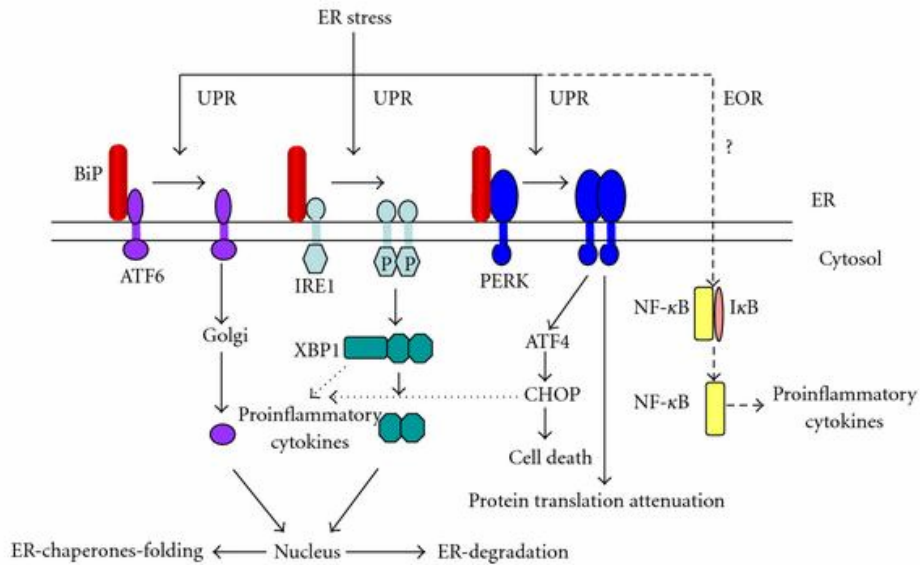 ER stress
UPR
UPR
UPR
EOR
?
BiP
ER
Cytosol
ATF6
IRE1
P P
PERK
NF-κB
IκB
Golgi
XBP1
ATF4
CHOP
NF-κB
Proinflammatory
cytokines
Proinflammatory
cytokines
Cell death
Protein translation attenuation
ER-chaperones-folding
Nucleus
ER-degradation